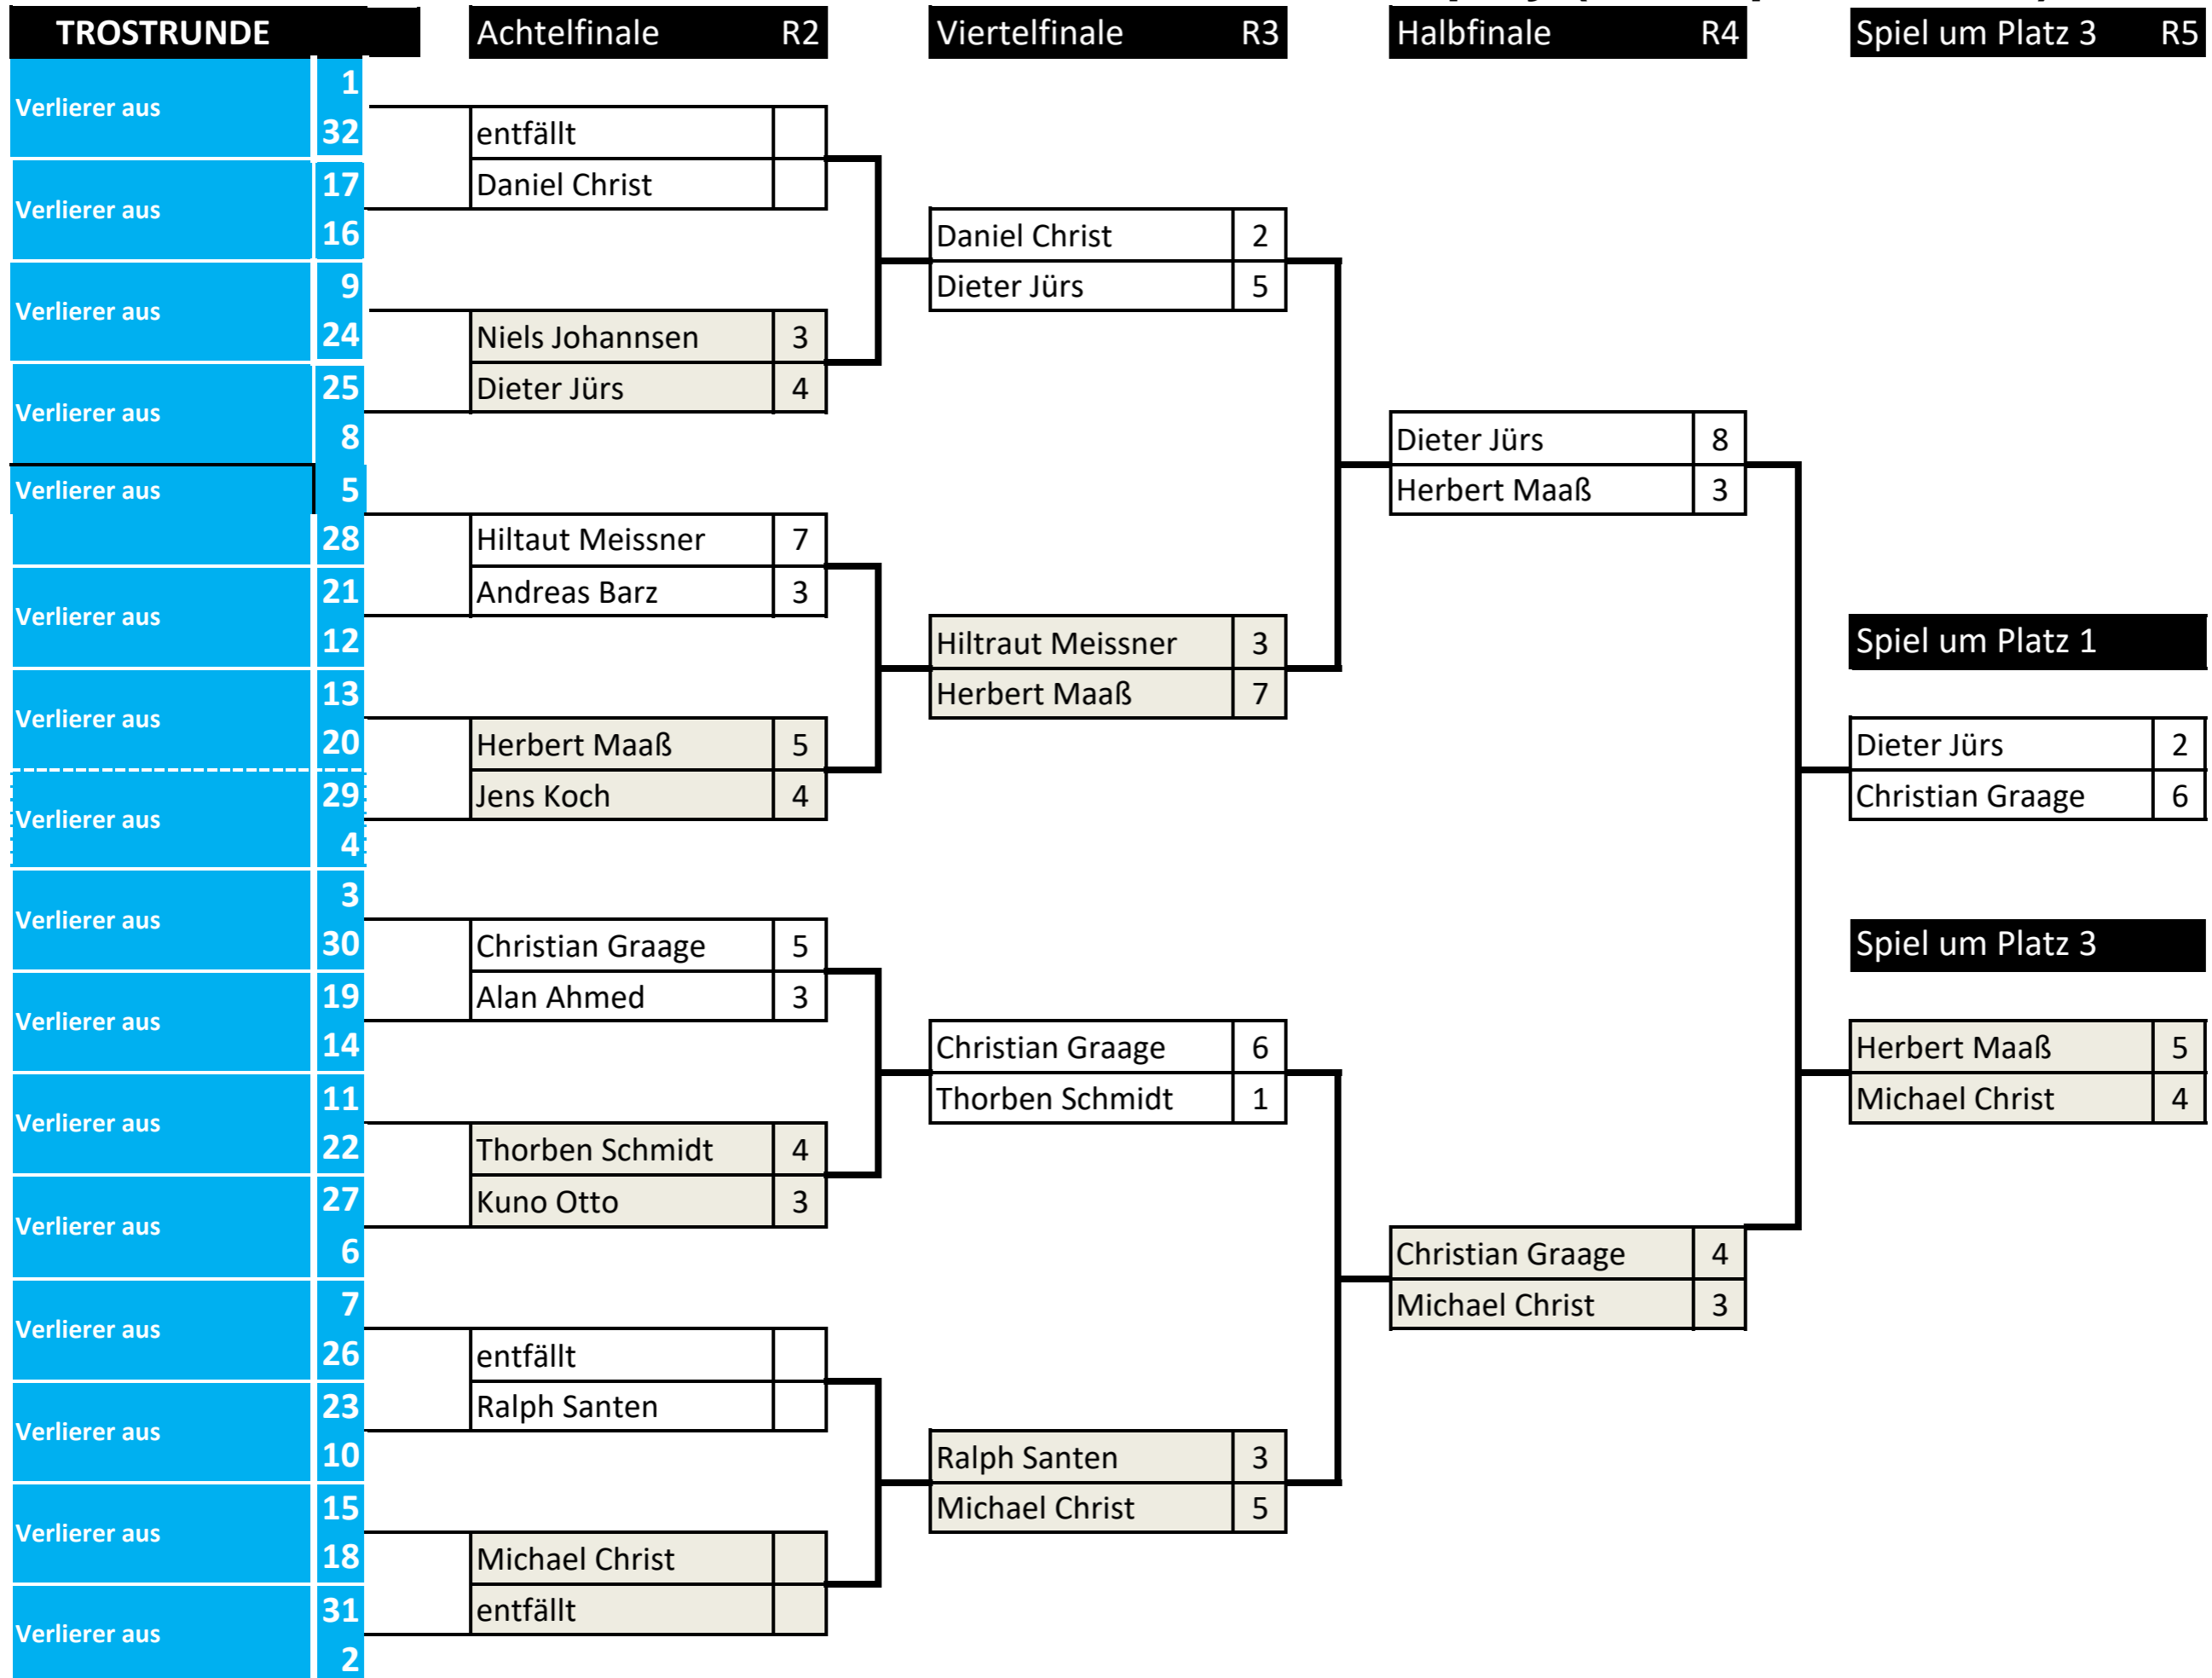 TROSTRUNDE Achtelfinale R2 Viertelfinale R3 Halbfinale R4 Spiel um Platz 3 R5
Verlierer aus 1
32
entfällt
Verlierer aus 17
Daniel Christ
16
Daniel Christ 2
Verlierer aus 9
Dieter Jürs 5
24
Niels Johannsen 3
Verlierer aus 25
Dieter Jürs 4
8
Dieter Jürs 8
Verlierer aus 5
Herbert Maaß 3
28
Hiltaut Meissner 7
Verlierer aus 21
Andreas Barz 3
12
Hiltraut Meissner 3
Spiel um Platz 1
Verlierer aus 13
Herbert Maaß 7
20
Herbert Maaß 5
Dieter Jürs 2
Verlierer aus 29
Jens Koch 4
Christian Graage 6
4
Verlierer aus 3
30
Christian Graage 5
Spiel um Platz 3
Verlierer aus 19
Alan Ahmed 3
14
Christian Graage 6
Herbert Maaß 5
Verlierer aus 11
Thorben Schmidt 1
Michael Christ 4
22
Thorben Schmidt 4
Verlierer aus 27
Kuno Otto 3
6
Christian Graage 4
Verlierer aus 7
Michael Christ 3
26
entfällt
Verlierer aus 23
Ralph Santen
10
Ralph Santen 3
Verlierer aus 15
Michael Christ 5
18
Michael Christ
Verlierer aus 31
entfällt
2